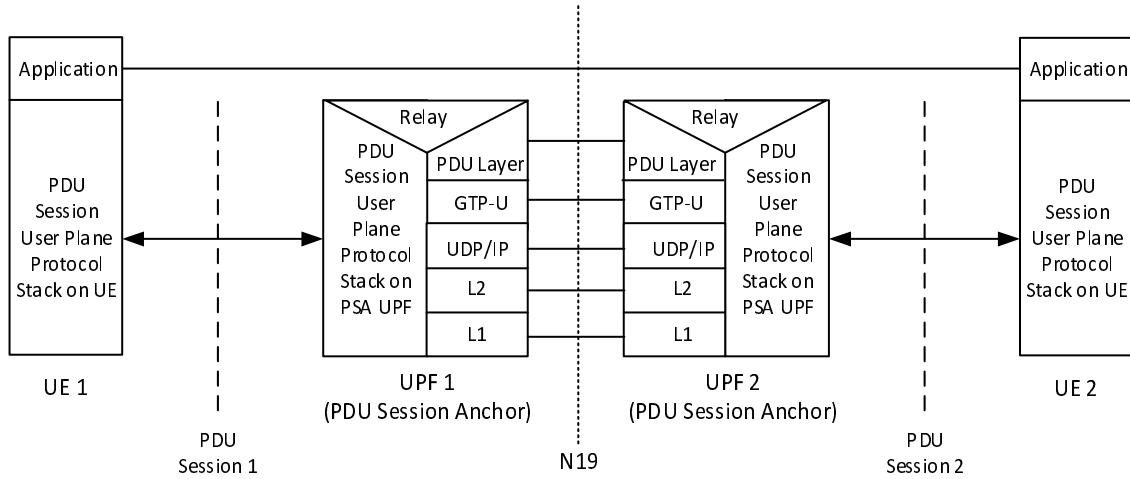 Application
PDU
Session
User Plane
Protocol
Stack on UE
UE 1
PDU
Session 1
Relay
PDU
Session
User
Plane
Protocol
Stack on
PSA UPF
PDU Layer
GTP-U
UDP/IP
L2
L1
UPF 1
(PDU Session Anchor)
N19
Relay
PDU Layer
GTP-U
UDP/IP
L2
L1
PDU
Session
User
Plane
Protocol
Stack on
PSA UPF
UPF 2
(PDU Session Anchor)
PDU
Session 2
Application
PDU
Session
User Plane
Protocol
Stack on UE
UE 2